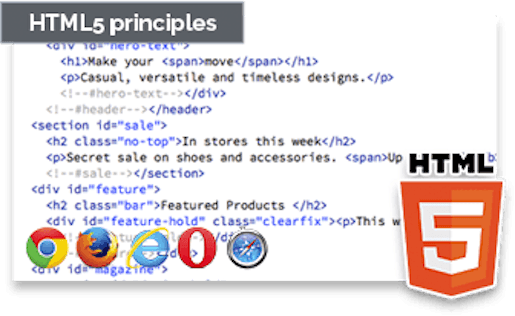 HTML5 principles
<div id="hero-text">
<h1>Make your <span>move</span></h1>
<p>Casual, versatile and timeless designs.</p>
<!--#hero-text--></div>
<!--#header--></header>
<section id="sale">
<h2 class="no-top">In stores this week</h2>
<p>Secret sale on shoes and accessories. <span>Up
<!--#sale--></section>
<div id="feature">
<h2 class="bar">Featured Products </h2>
<div id="feature-hold" class="clearfix"><p>This w
<div id="magazine">
HTML
5